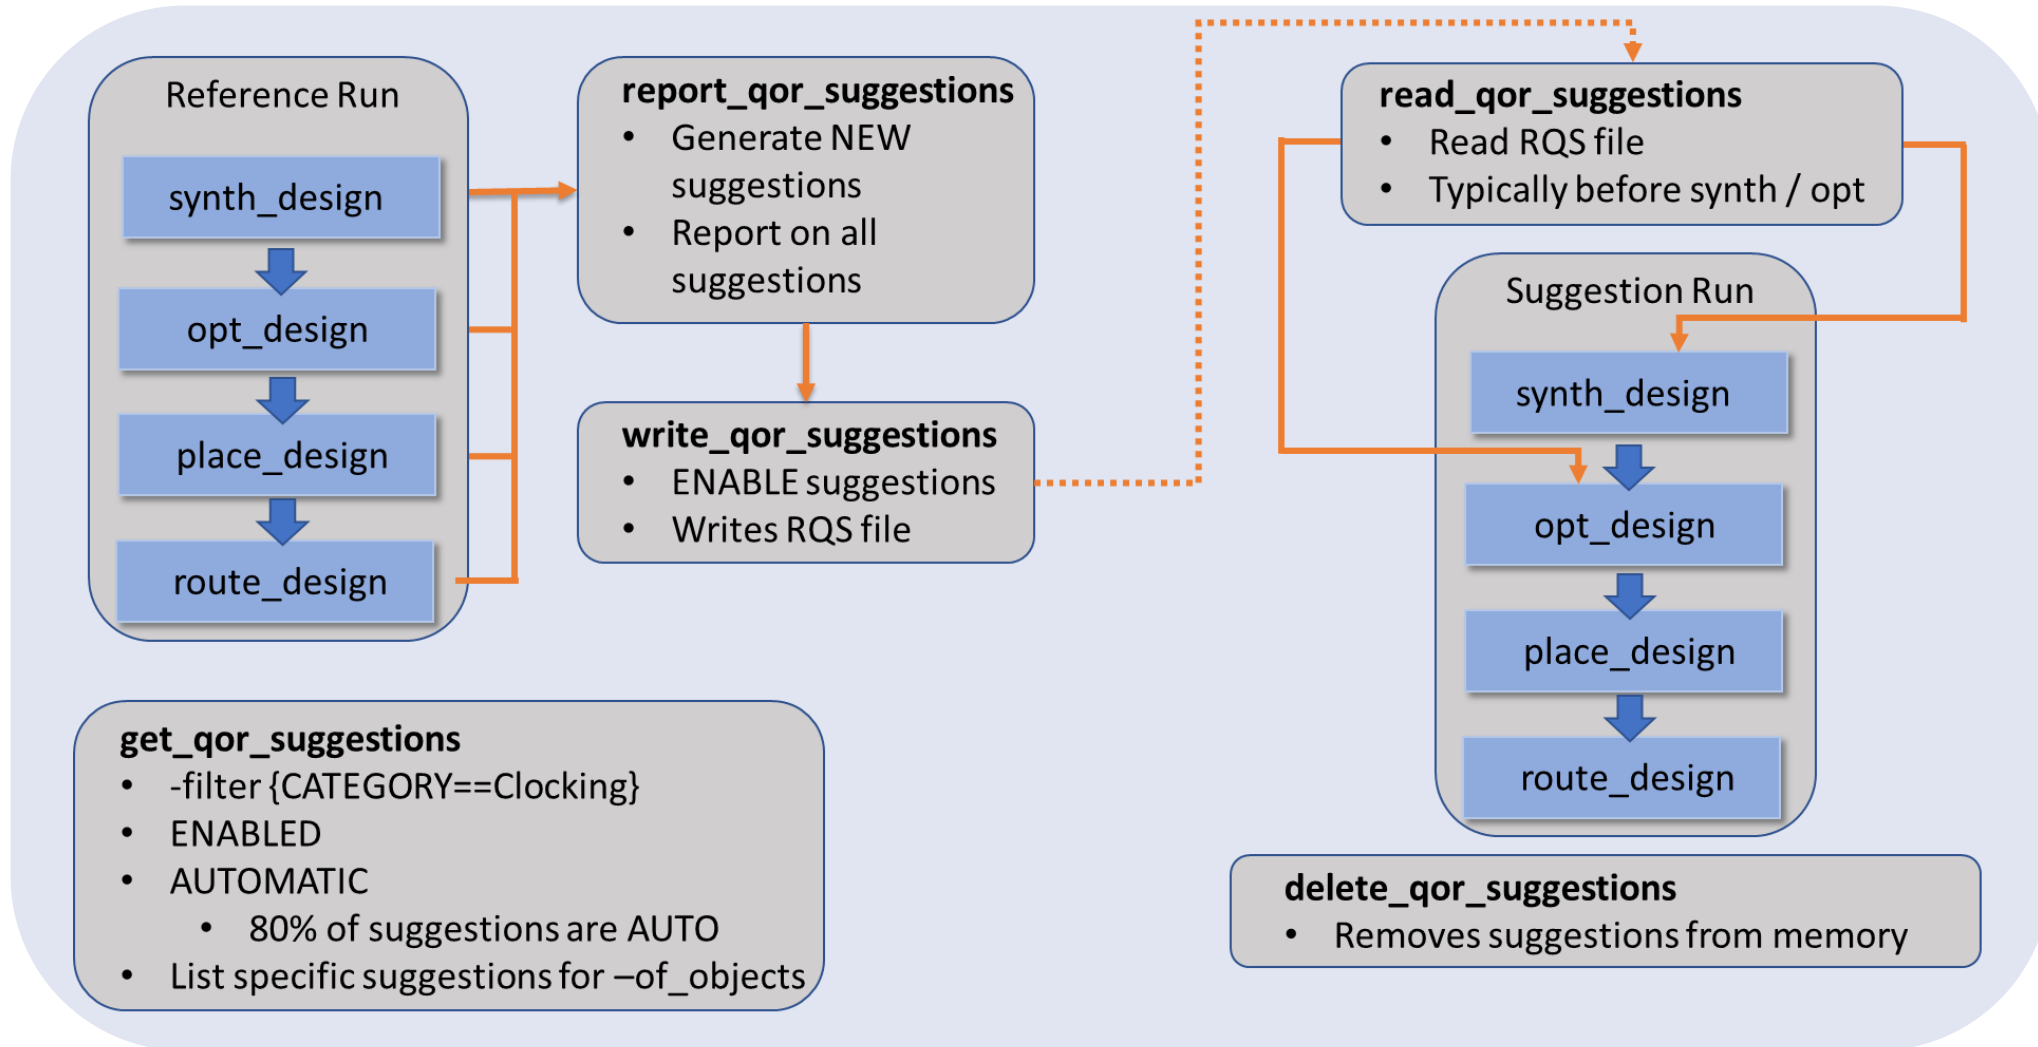 Reference Run
synth_design
opt_design
place_design
route_design
report_qor_suggestions
• Generate NEW
suggestions
• Report on all
suggestions
write_qor_suggestions
• ENABLE suggestions
• Writes RQS file
read_qor_suggestions
• Read RQS file
• Typically before synth / opt
Suggestion Run
synth_design
opt_design
place_design
route_design
get_qor_suggestions
• -filter {CATEGORY==Clocking}
• ENABLED
• AUTOMATIC
• 80% of suggestions are AUTO
• List specific suggestions for –of_objects
delete_qor_suggestions
• Removes suggestions from memory